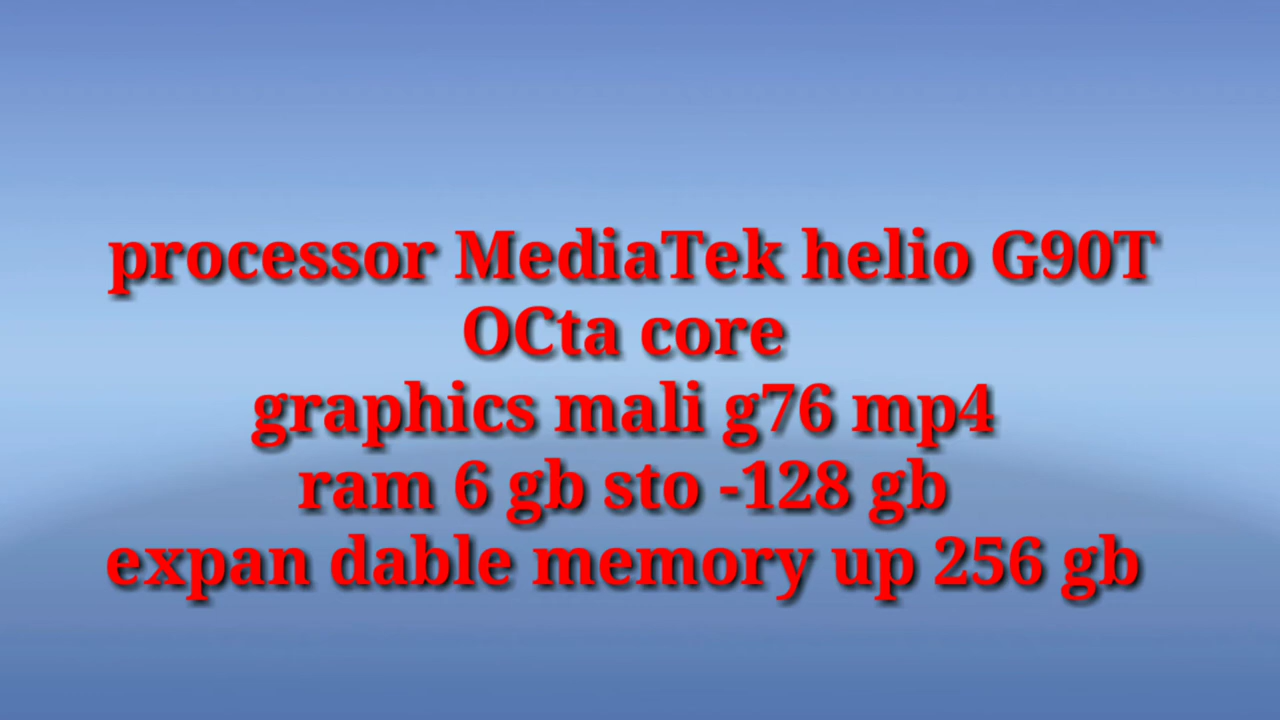 processor MediaTek helio G90T
OCta core
graphics mali g76 mp4
ram 6 gb sto -128 gb
expan dable memory up 256 gb